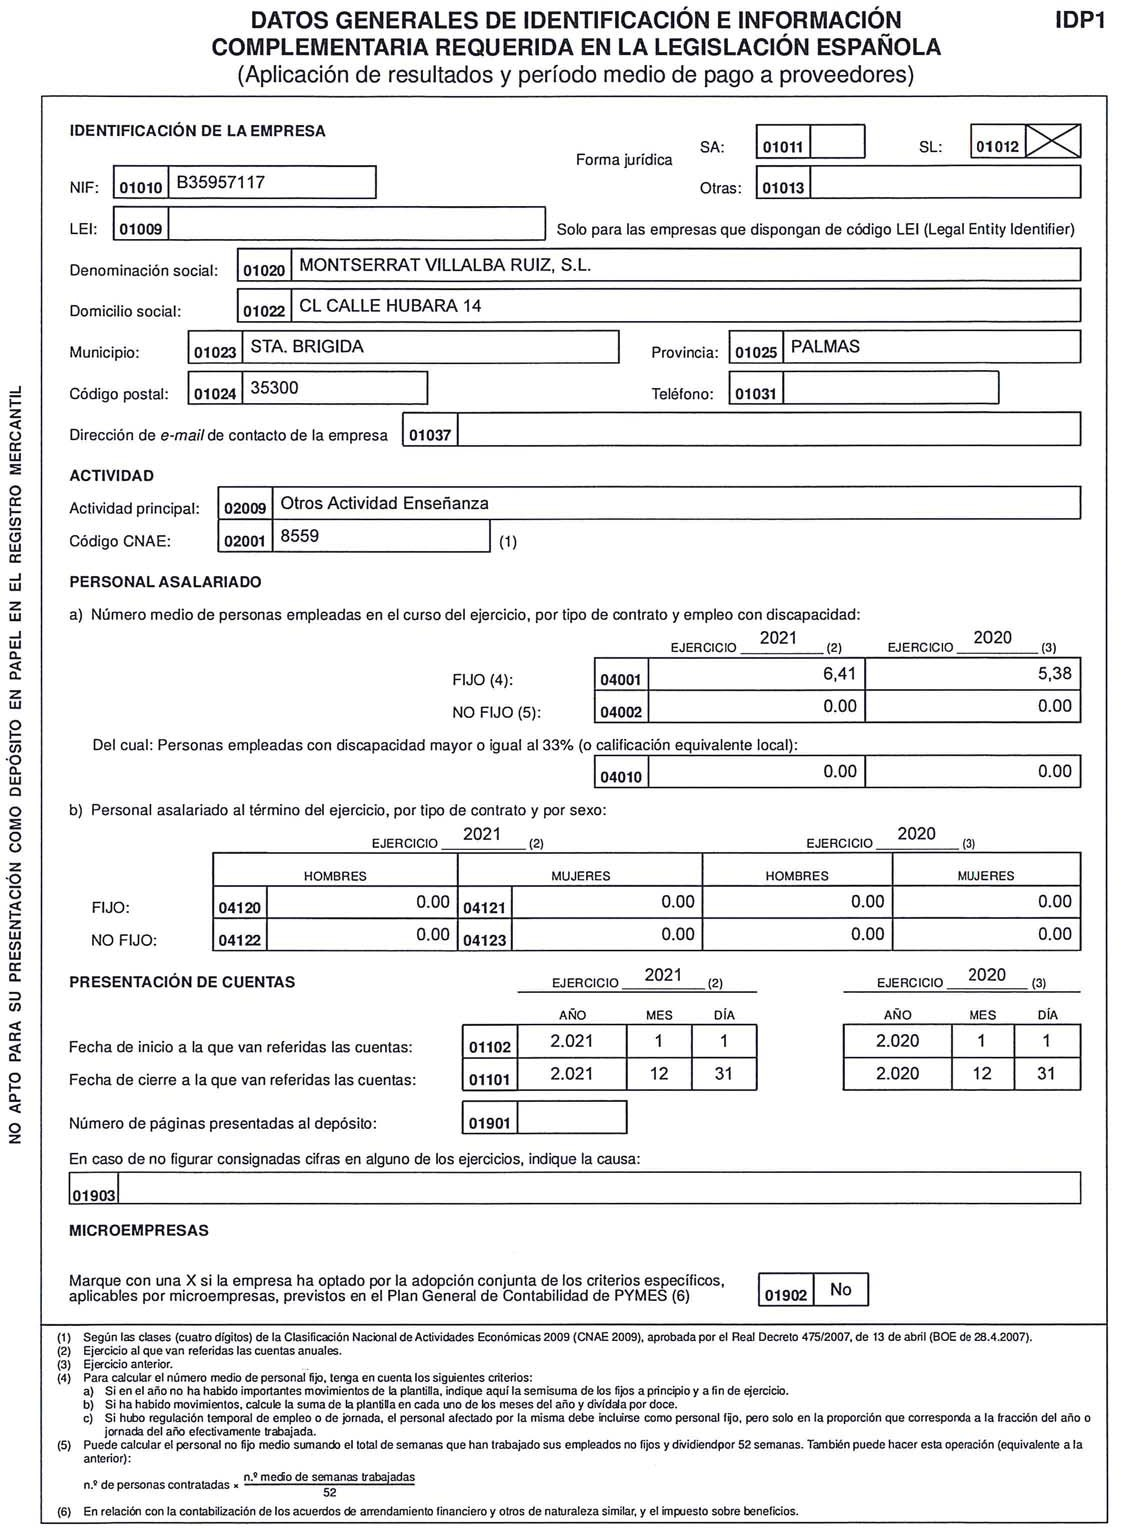 DATOS GENERALES DE IDENTIFICACIÓN E INFORMACIÓN IDP1
COMPLEMENTARIA REQUERIDA EN LA LEGISLACIÓN ESPAÑOLA
(Aplicación de resultados y período medio de pago a proveedores)
IDENTIFICACIÓN DE LA EMPRESA
Forma jurídica SA: 01011 SL: 01012
NIF: 01010 B35957117 Otras: 01013
LEI: 01009 Solo para las empresas que dispongan de código LEI (Legal Entity Identifier)
Denominación social: 01020 MONTSERRAT VILLALBA RUIZ, S.L.
Domicilio social: 01022 CL CALLE HUBARA 14
Municipio: 01023 STA. BRIGIDA Provincia: 01025 PALMAS
Código postal: 01024 35300 Teléfono: 01031
Dirección de e-mail de contacto de la empresa 01037
ACTIVIDAD
Actividad principal: 02009 Otros Actividad Enseñanza
Código CNAE: 02001 8559 (1)
PERSONAL ASALARIADO
a) Número medio de personas empleadas en el curso del ejercicio, por tipo de contrato y empleo con discapacidad:
EJERCICIO 2021 (2) EJERCICIO 2020 (3)
FIJO (4): 04001 6,41 5,38
NO FIJO (5): 04002 0.00 0.00
Del cual: Personas empleadas con discapacidad mayor o igual al 33% (o calificación equivalente local):
04010 0.00 0.00
b) Personal asalariado al término del ejercicio, por tipo de contrato y por sexo:
EJERCICIO 2021 (2) EJERCICIO 2020 (3)
HOMBRES MUJERES HOMBRES MUJERES
FIJO: 04120 0.00 04121 0.00 0.00 0.00
NO FIJO: 04122 0.00 04123 0.00 0.00 0.00
PRESENTACIÓN DE CUENTAS EJERCICIO 2021 (2) EJERCICIO 2020 (3)
AÑO MES DÍA AÑO MES DÍA
Fecha de inicio a la que van referidas las cuentas: 01102 2.021 1 1 2.020 1 1
Fecha de cierre a la que van referidas las cuentas: 01101 2.021 12 31 2.020 12 31
Número de páginas presentadas al depósito: 01901
En caso de no figurar consignadas cifras en alguno de los ejercicios, indique la causa:
01903
MICROEMPRESAS
Marque con una X si la empresa ha optado por la adopción conjunta de los criterios específicos,
aplicables por microempresas, previstos en el Plan General de Contabilidad de PYMES (6) 01902 No
(1) Según las clases (cuatro dígitos) de la Clasificación Nacional de Actividades Económicas 2009 (CNAE 2009), aprobada por el Real Decreto 475/2007, de 13 de abril (BOE de 28.4.2007).
(2) Ejercicio al que van referidas las cuentas anuales.
(3) Ejercicio anterior.
(4) Para calcular el número medio de personal fijo, tenga en cuenta los siguientes criterios:
a) Si en el año no ha habido importantes movimientos de la plantilla, indique aquí la semisuma de los fijos a principio y a fin de ejercicio.
b) Si ha habido movimientos, calcule la suma de la plantilla en cada uno de los meses del año y divídala por doce.
c) Si hubo regulación temporal de empleo o de jornada, el personal afectado por la misma debe incluirse como personal fijo, pero solo en la proporción que corresponda a la fracción del año o
jornada del año efectivamente trabajada.
(5) Puede calcular el personal no fijo medio sumando el total de semanas que han trabajado sus empleados no fijos y dividiendpor 52 semanas. También puede hacer esta operación (equivalente a la
anterior):
n.º de personas contratadas × n.º medio de semanas trabajadas
52
(6) En relación con la contabilización de los acuerdos de arrendamiento financiero y otros de naturaleza similar, y el impuesto sobre beneficios.
NO APTO PARA SU PRESENTACIÓN COMO DEPÓSITO EN PAPEL EN EL REGISTRO MERCANTIL